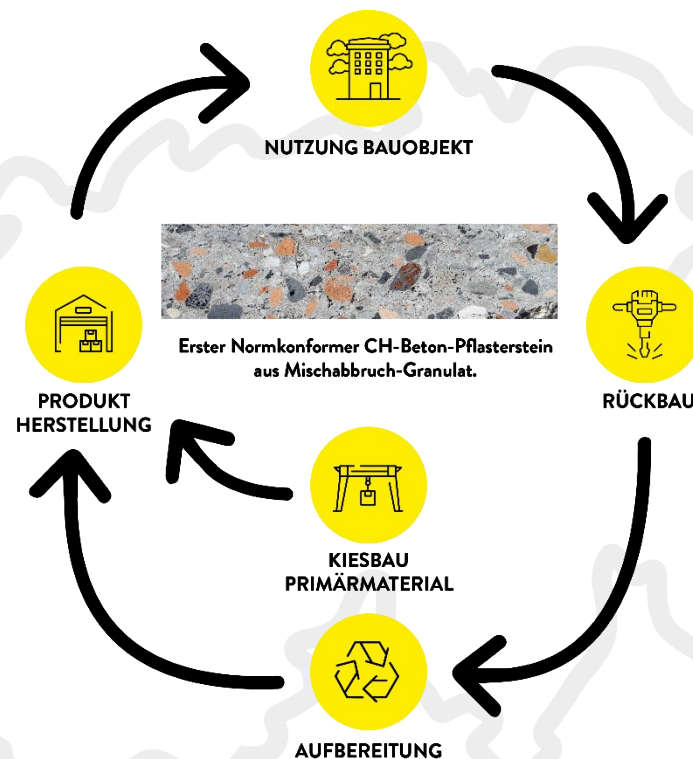 NUTZUNG BAUOBJEKT
Erster Normkonformer CH-Beton-Pflasterstein
aus Mischabbruch-Granulat.
PRODUKT
HERSTELLUNG
RÜCKBAU
KIESBAU
PRIMÄRMATERIAL
AUFBEREITUNG